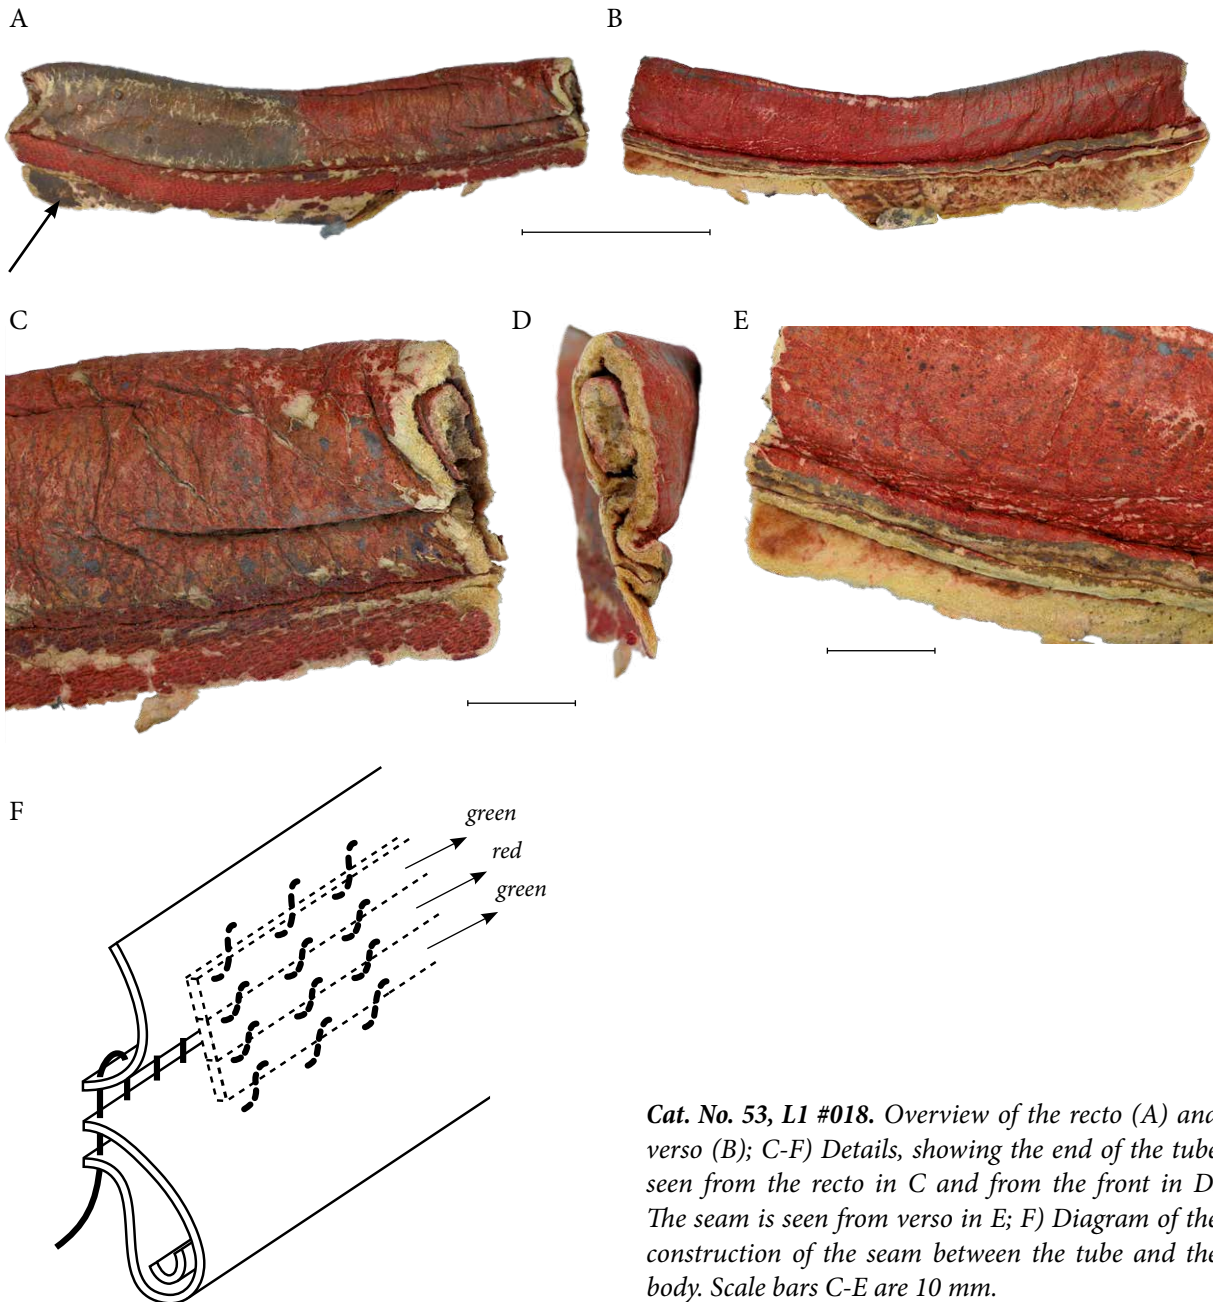 A
B
C
D
E
F
green
red
green
Cat. No. 53, L1 #018. Overview of the recto (A) and
verso (B); C-F) Details, showing the end of the tube
seen from the recto in C and from the front in D
The seam is seen from verso in E; F) Diagram of the
construction of the seam between the tube and the
body. Scale bars C-E are 10 mm.